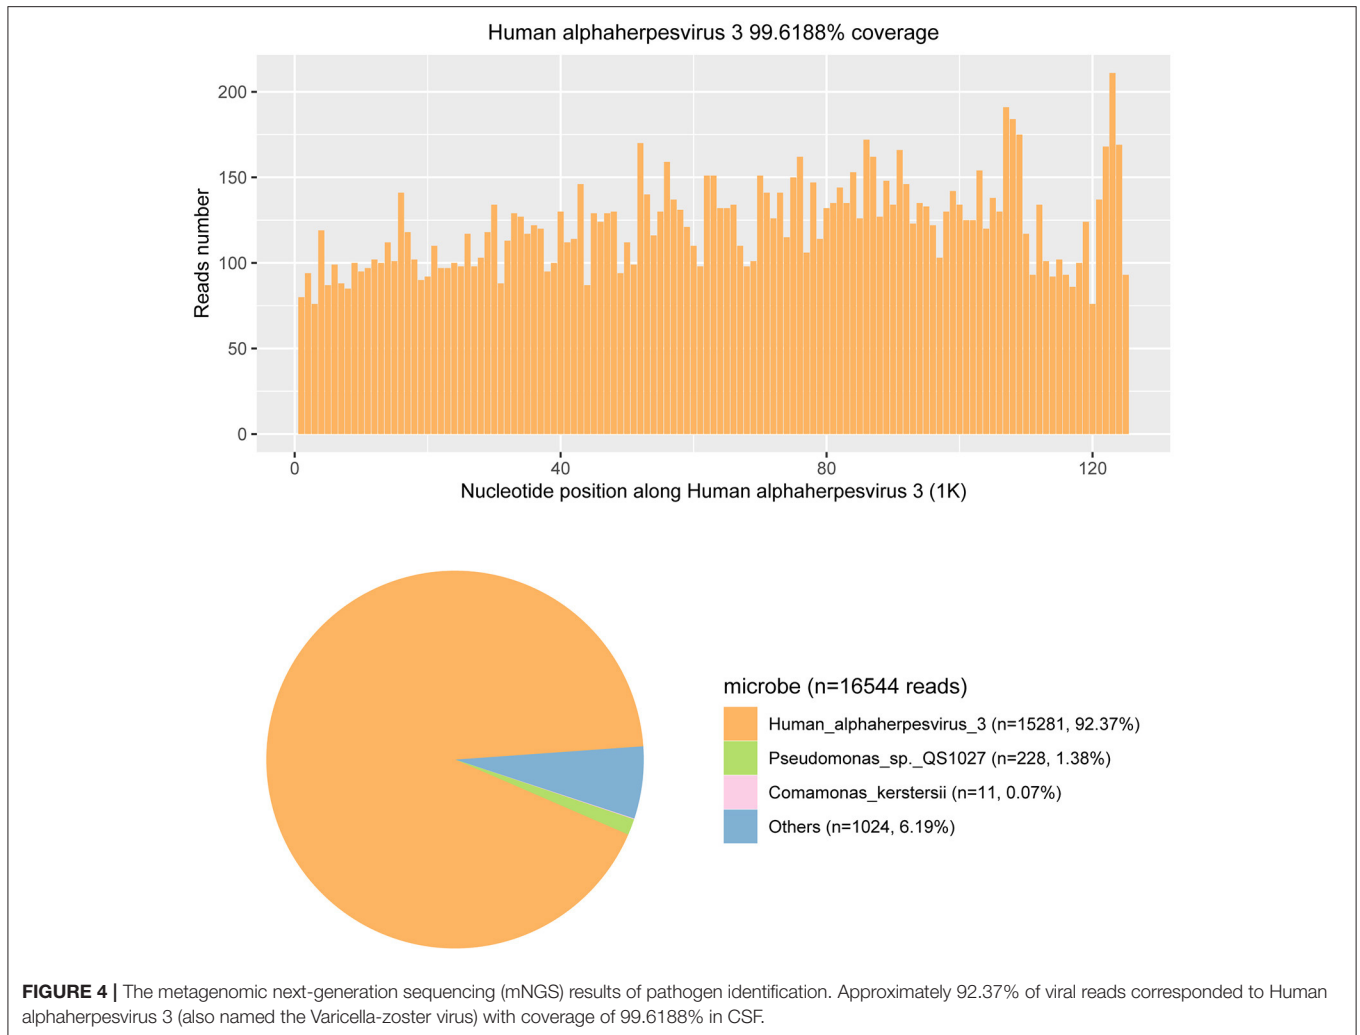 Human alphaherpesvirus 3 99.6188% coverage
200
150
100
50
0
Reads number
0 40 80 120
Nucleotide position along Human alphaherpesvirus 3 (1K)
microbe (n=16544 reads)
Human_alphaherpesvirus_3 (n=15281, 92.37%)
Pseudomonas_sp._QS1027 (n=228, 1.38%)
Comamonas_kerstersii (n=11, 0.07%)
Others (n=1024, 6.19%)
FIGURE 4 | The metagenomic next-generation sequencing (mNGS) results of pathogen identification. Approximately 92.37% of viral reads corresponded to Human
alphaherpesvirus 3 (also named the Varicella-zoster virus) with coverage of 99.6188% in CSF.